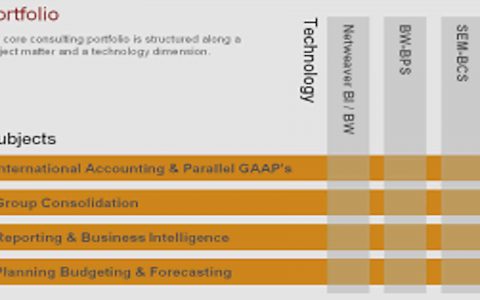 ortfolio
core consulting portfolio is structured along a
ject matter and a technology dimension.
Technology
Netweaver BI / BW
BW-BPS
SEM-BCS
ubjects
nternational Accounting & Parallel GAAP's
Group Consolidation
Reporting & Business Intelligence
Planning Budgeting & Forecasting